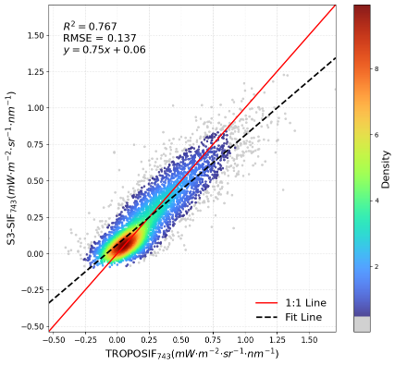 R² = 0.767
RMSE = 0.137
y = 0.75x + 0.06
1.50
1.25
1.00
0.75
0.50
0.25
0.00
−0.25
−0.50
S3-SIF₇₄₃(mW·m⁻²·sr⁻¹·nm⁻¹)
1:1 Line
Fit Line
−0.50 −0.25 0.00 0.25 0.50 0.75 1.00 1.25 1.50
TROPOSIF₇₄₃(mW·m⁻²·sr⁻¹·nm⁻¹)
8
6
4
2
Density